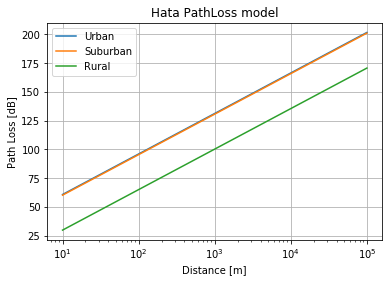 Hata PathLoss model
Urban
Suburban
Rural
Path Loss [dB]
200
175
150
125
100
75
50
25
10¹
10²
10³
10⁴
10⁵
Distance [m]